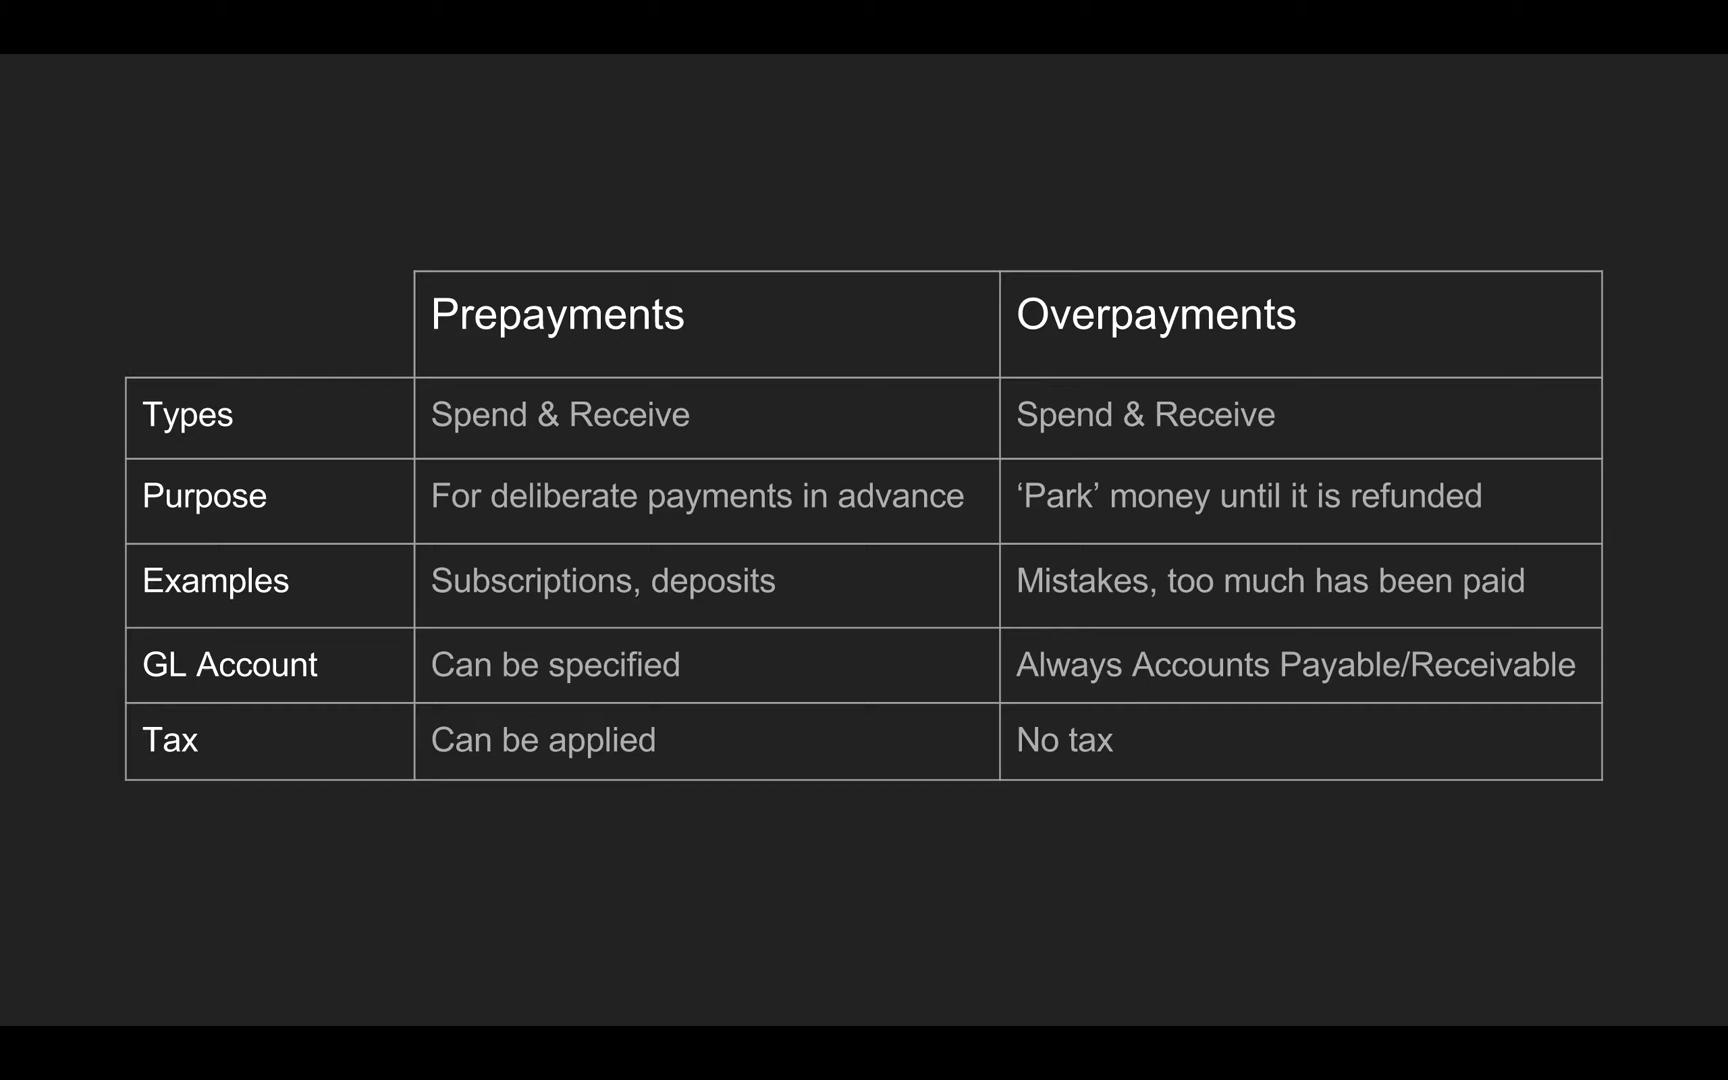 Prepayments Overpayments
Types Spend & Receive Spend & Receive
Purpose For deliberate payments in advance ‘Park’ money until it is refunded
Examples Subscriptions, deposits Mistakes, too much has been paid
GL Account Can be specified Always Accounts Payable/Receivable
Tax Can be applied No tax